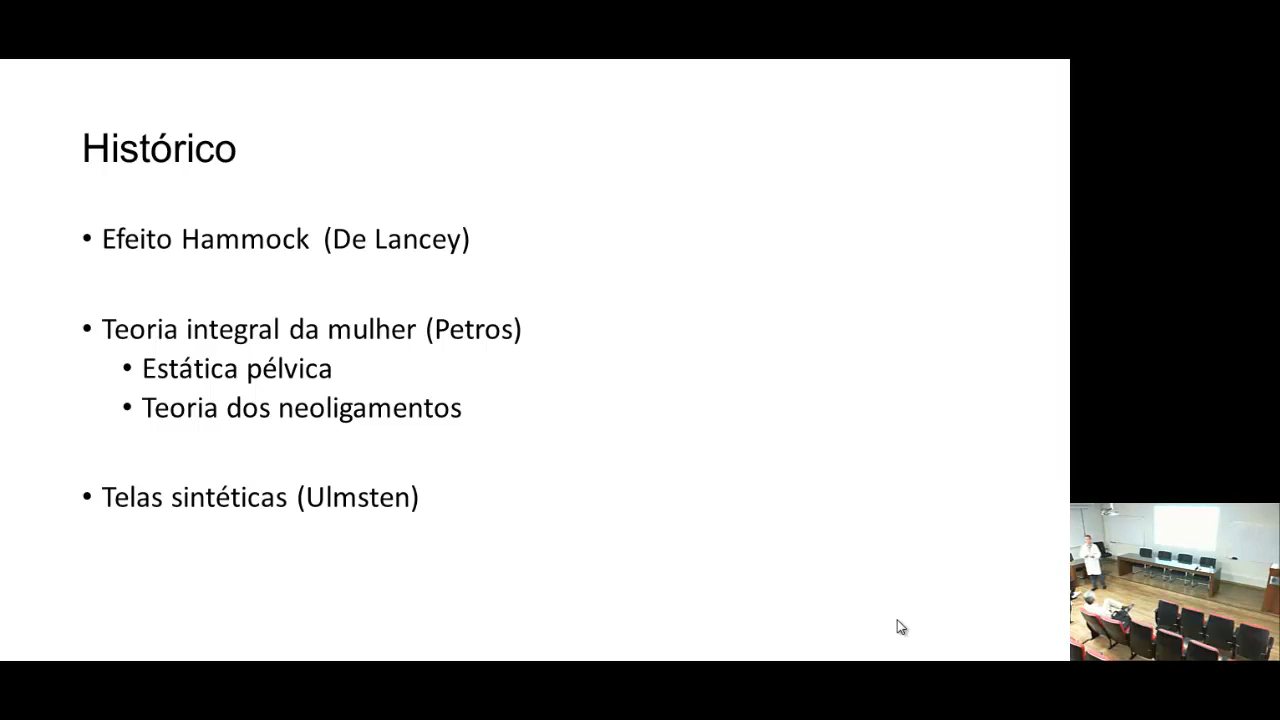 Histórico
• Efeito Hammock (De Lancey)
• Teoria integral da mulher (Petros)
• Estática pélvica
• Teoria dos neoligamentos
• Telas sintéticas (Ulmsten)